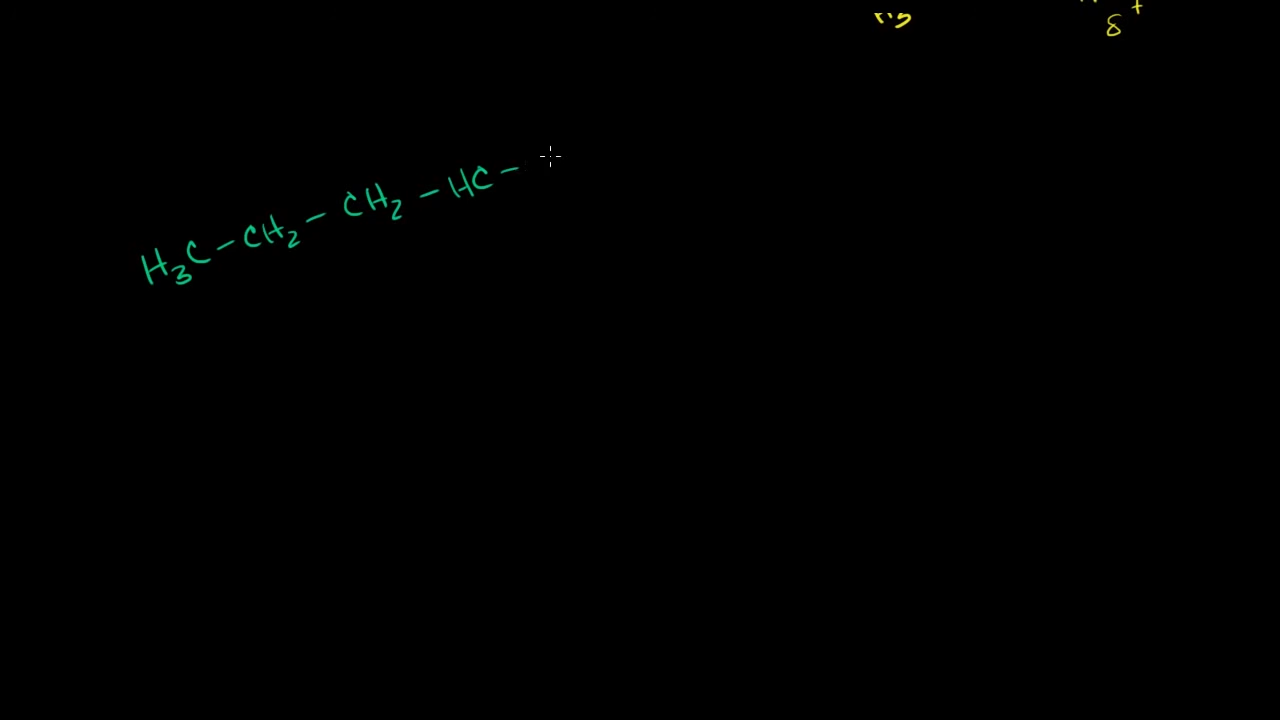 δ+
H3C – CH2 – CH2 – HC –